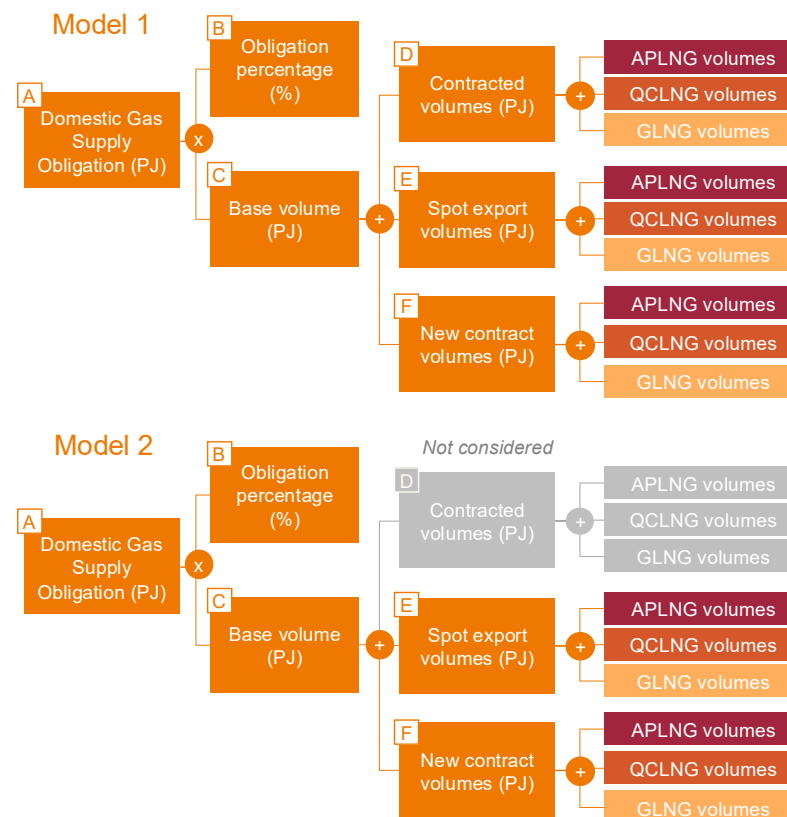 Model 1
A
Domestic Gas
Supply
Obligation (PJ)
x
B
Obligation
percentage
(%)
C
Base volume
(PJ)
+
D
Contracted
volumes (PJ)
+
APLNG volumes
QCLNG volumes
GLNG volumes
E
Spot export
volumes (PJ)
+
APLNG volumes
QCLNG volumes
GLNG volumes
F
New contract
volumes (PJ)
+
APLNG volumes
QCLNG volumes
GLNG volumes
Model 2
A
Domestic Gas
Supply
Obligation (PJ)
x
B
Obligation
percentage
(%)
C
Base volume
(PJ)
+
Not considered
D
Contracted
volumes (PJ)
+
APLNG volumes
QCLNG volumes
GLNG volumes
E
Spot export
volumes (PJ)
+
APLNG volumes
QCLNG volumes
GLNG volumes
F
New contract
volumes (PJ)
+
APLNG volumes
QCLNG volumes
GLNG volumes